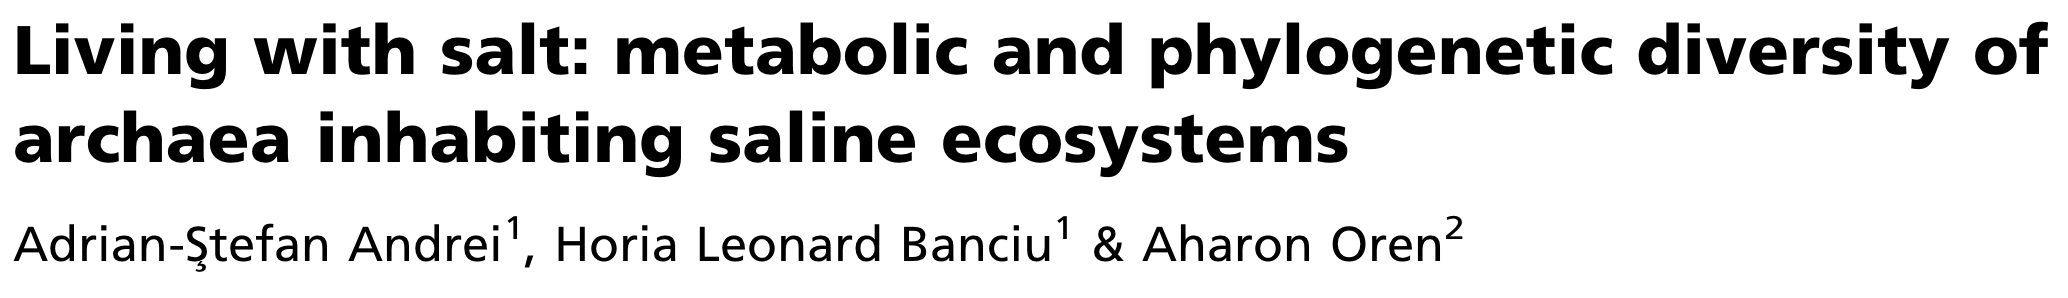 Living with salt: metabolic and phylogenetic diversity of
archaea inhabiting saline ecosystems
Adrian-Ştefan Andrei¹, Horia Leonard Banciu¹ & Aharon Oren²